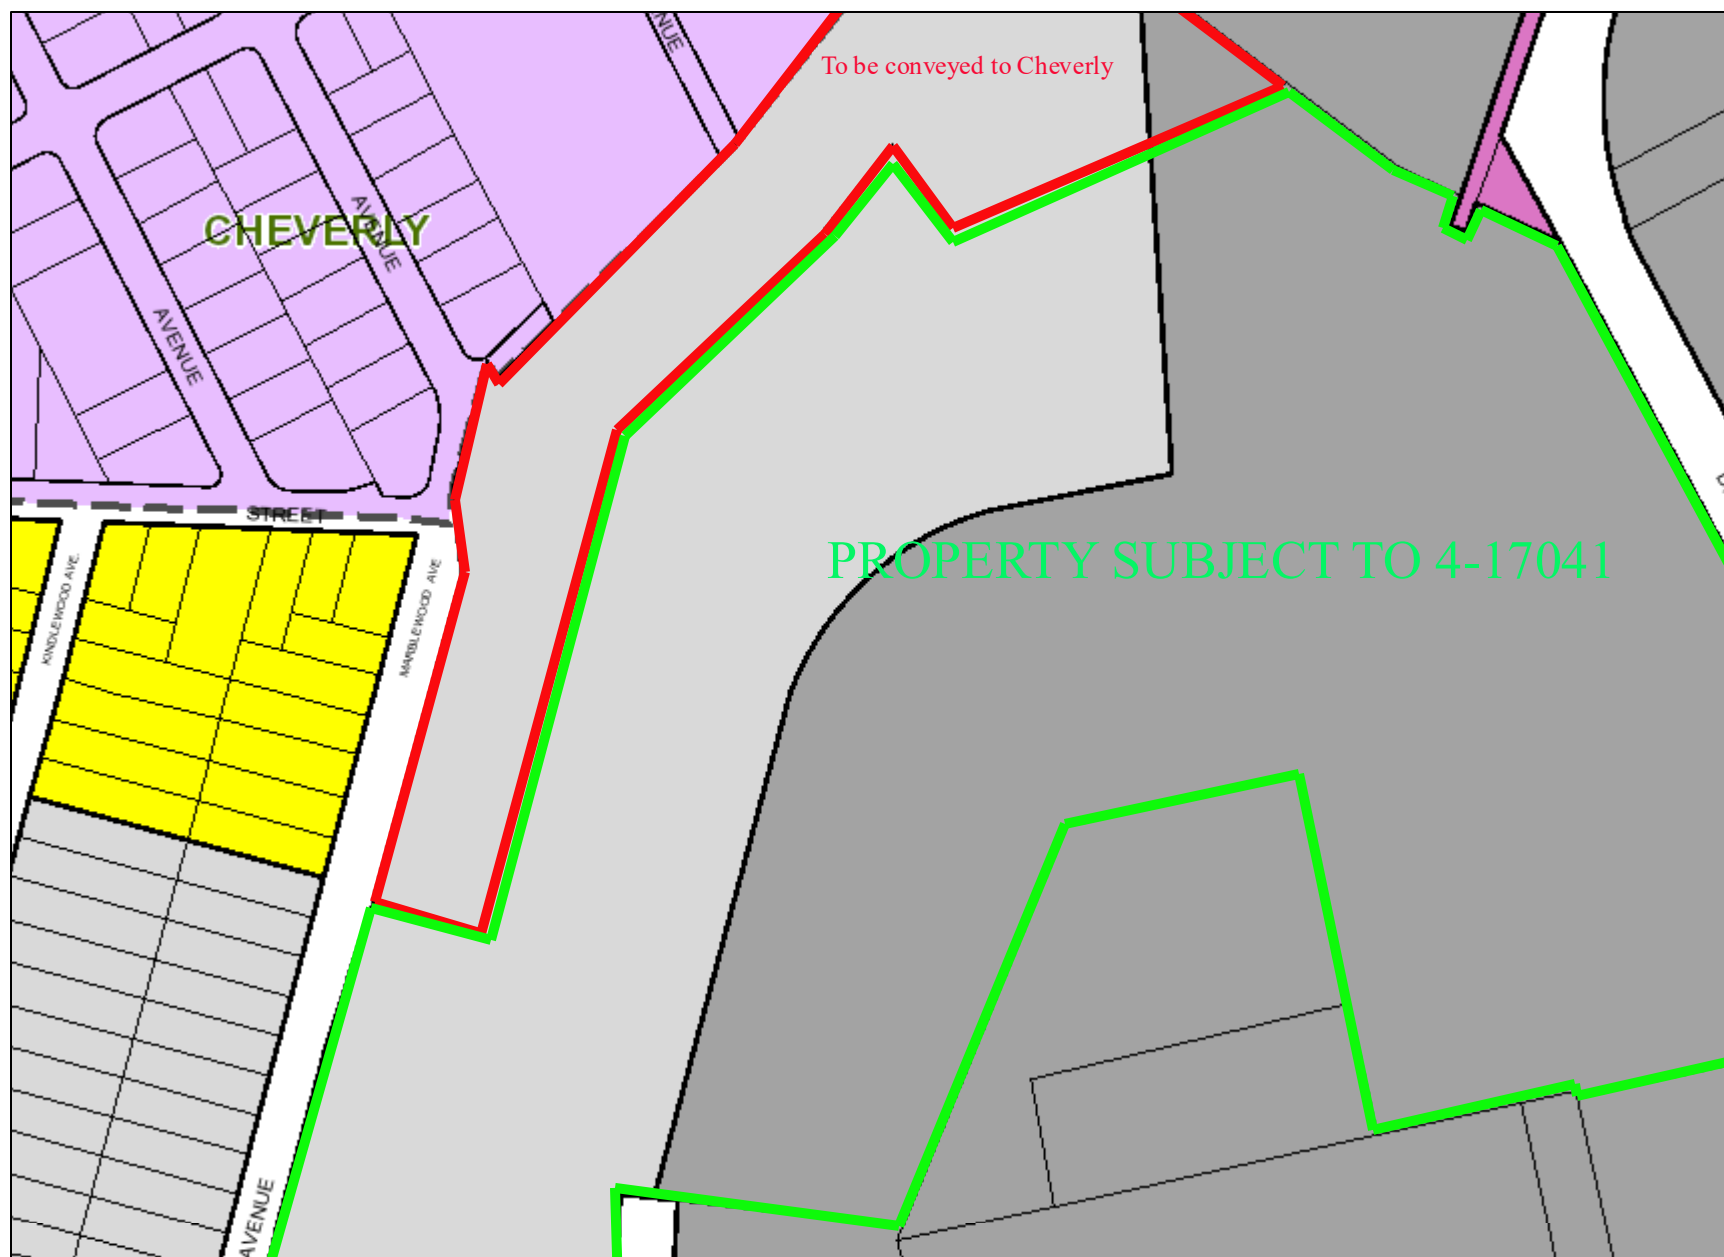 NUE
To be conveyed to Cheverly
CHEVERLY
AVENUE
AVENUE
STREET
KINDLEWOOD AVE.
MARBLEWOOD AVE
PROPERTY SUBJECT TO 4-17041
AVENUE